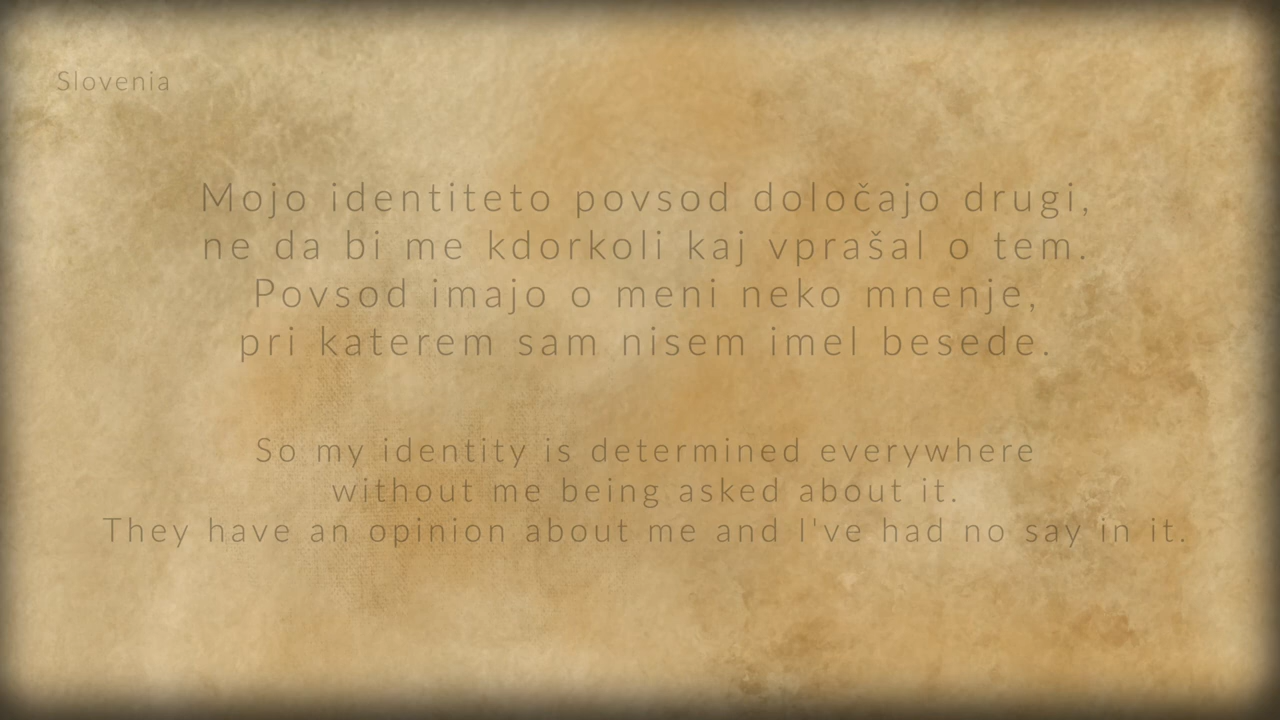 Slovenia
Mojo identiteto povsod določajo drugi,
ne da bi me kdorkoli kaj vprašal o tem.
Povsod imajo o meni neko mnenje,
pri katerem sam nisem imel besede.
So my identity is determined everywhere
without me being asked about it.
They have an opinion about me and I've had no say in it.